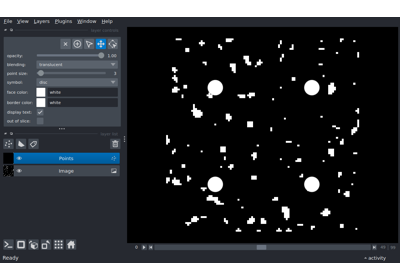 File View Layers Plugins Window Help
opacity: 1.00
blending: translucent
point size:
symbol: disc
face color: white
border color: white
display text:
out of slice:
Points
Image
0
Ready
activity